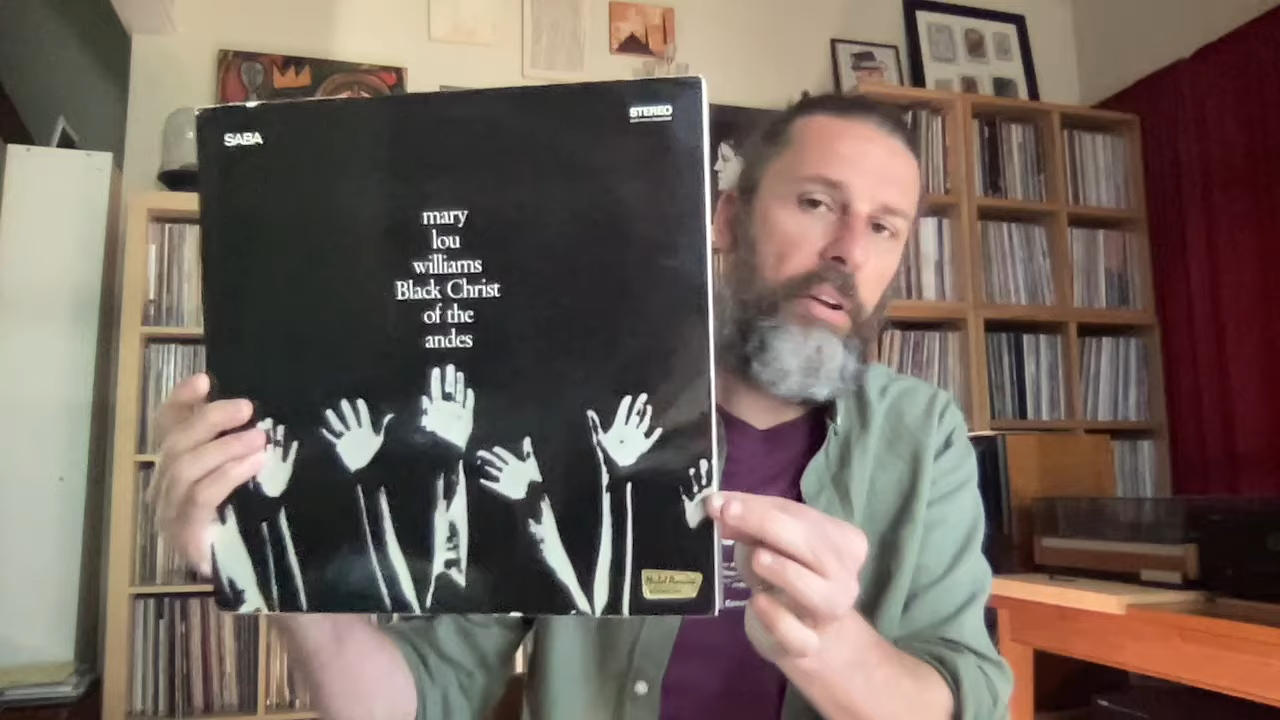 SABA
STEREO
mary
lou
williams
Black Christ
of the
andes